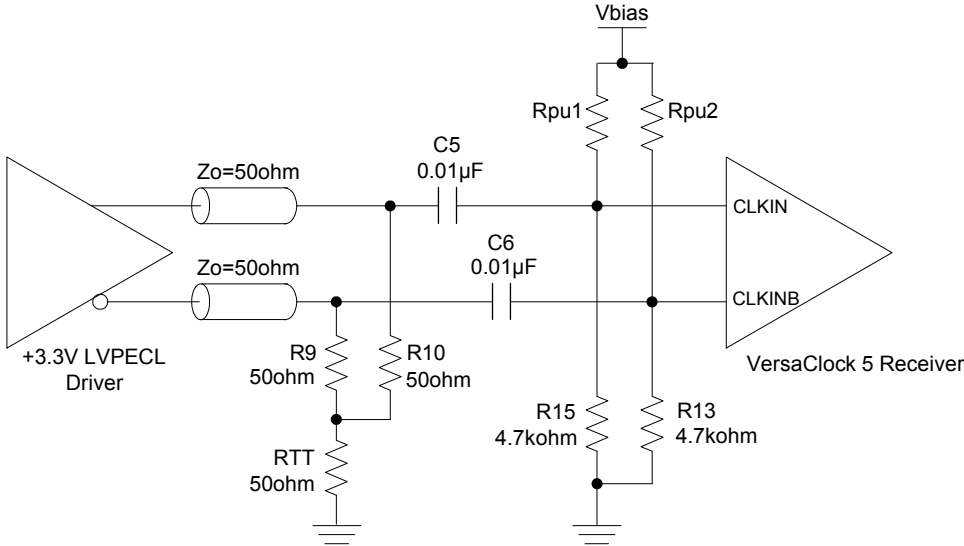 Vbias
Rpu1
Rpu2
C5
0.01µF
Zo=50ohm
CLKIN
C6
0.01µF
Zo=50ohm
CLKINB
+3.3V LVPECL
Driver
R9
50ohm
R10
50ohm
VersaClock 5 Receiver
R15
4.7kohm
R13
4.7kohm
RTT
50ohm